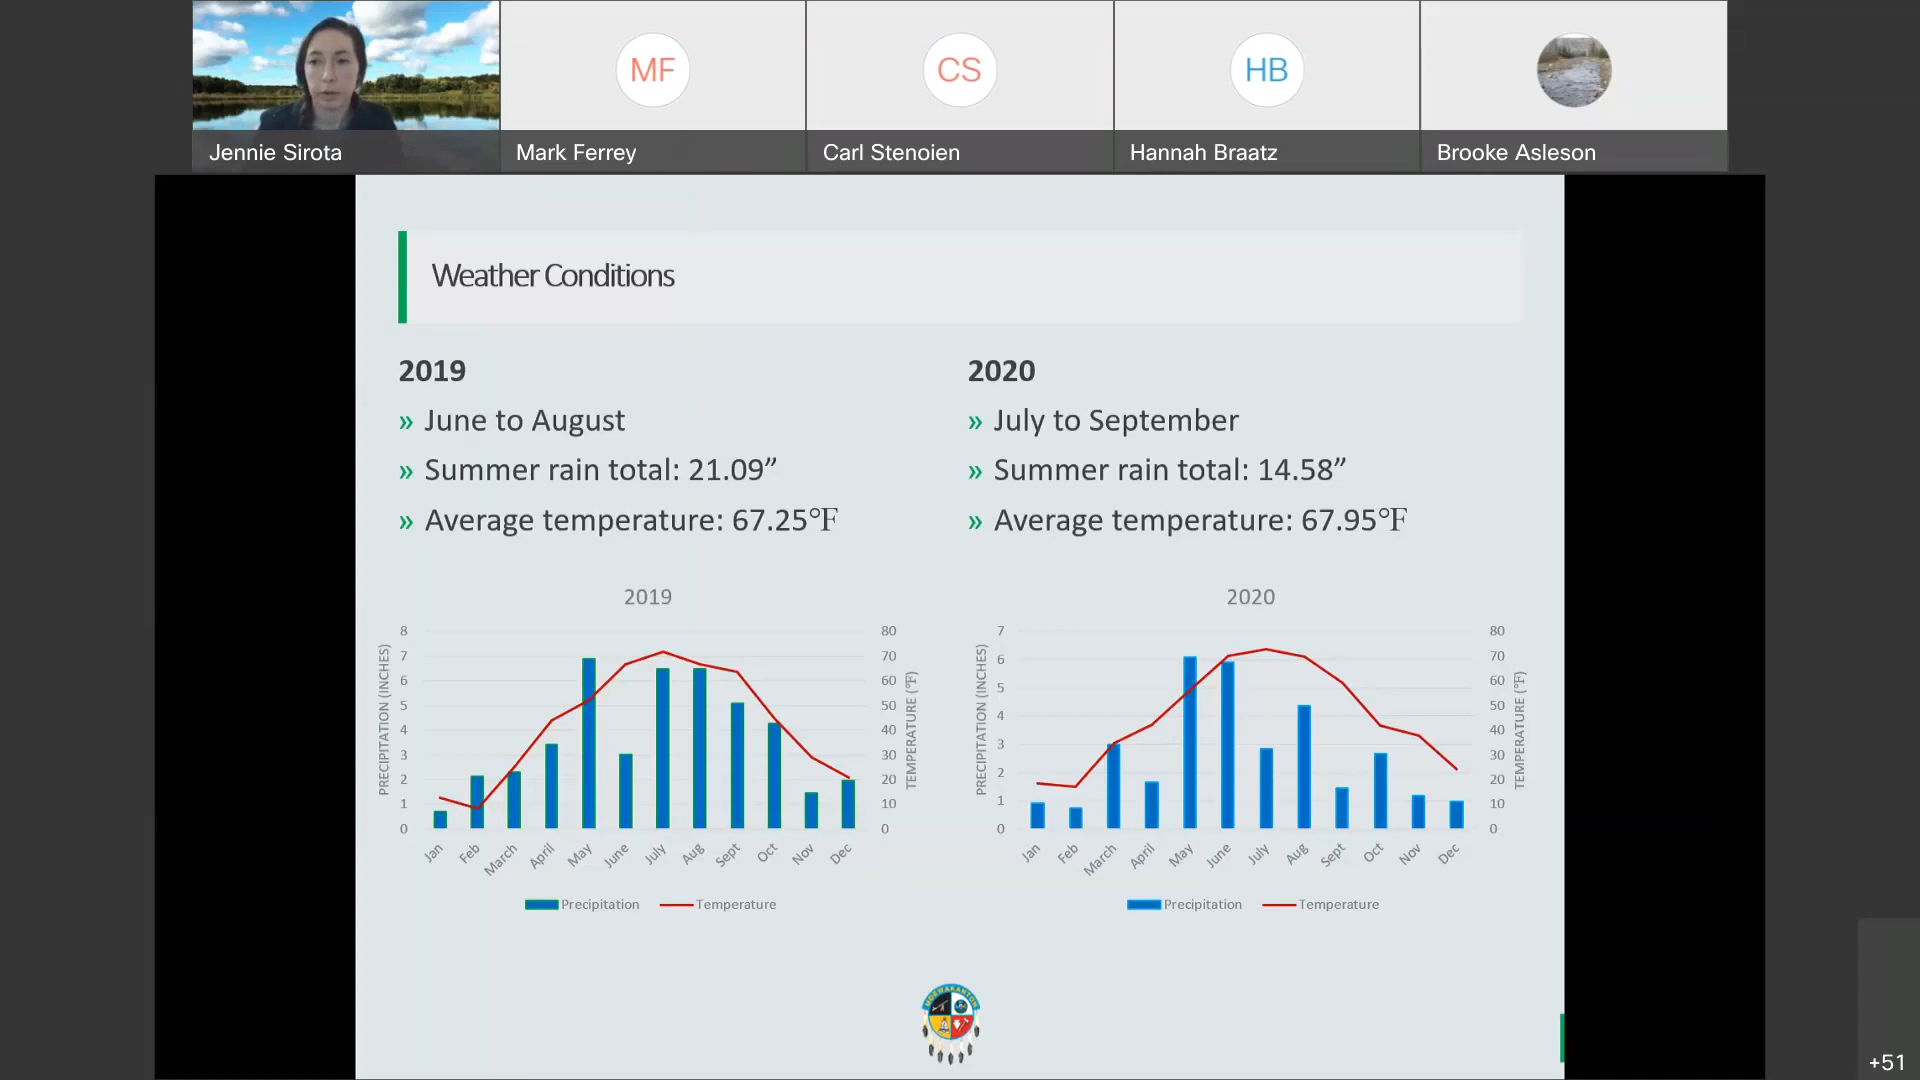 Jennie Sirota
MF
Mark Ferrey
CS
Carl Stenoien
HB
Hannah Braatz
Brooke Asleson
Weather Conditions
2019
» June to August
» Summer rain total: 21.09”
» Average temperature: 67.25°F
2020
» July to September
» Summer rain total: 14.58”
» Average temperature: 67.95°F
2019
PRECIPITATION (INCHES)
8
7
6
5
4
3
2
1
0
80
70
60
50
40
30
20
10
0
TEMPERATURE (°F)
Jan Feb March April May June July Aug Sept Oct Nov Dec
Precipitation Temperature
2020
PRECIPITATION (INCHES)
7
6
5
4
3
2
1
0
80
70
60
50
40
30
20
10
0
TEMPERATURE (°F)
Jan Feb March April May June July Aug Sept Oct Nov Dec
Precipitation Temperature
+51